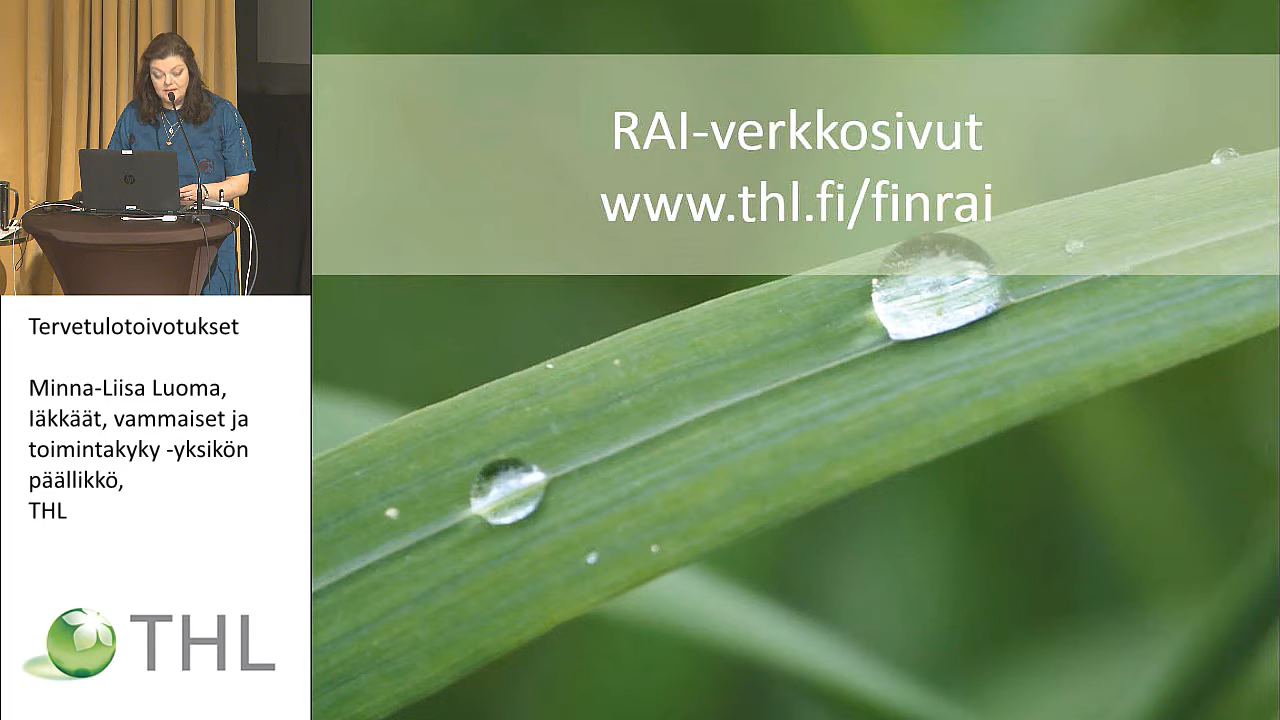 RAI-verkkosivut
www.thl.fi/finrai
Tervetulotoivotukset
Minna-Liisa Luoma,
Iäkkäät, vammaiset ja
toimintakyky -yksikön
päällikkö,
THL
THL